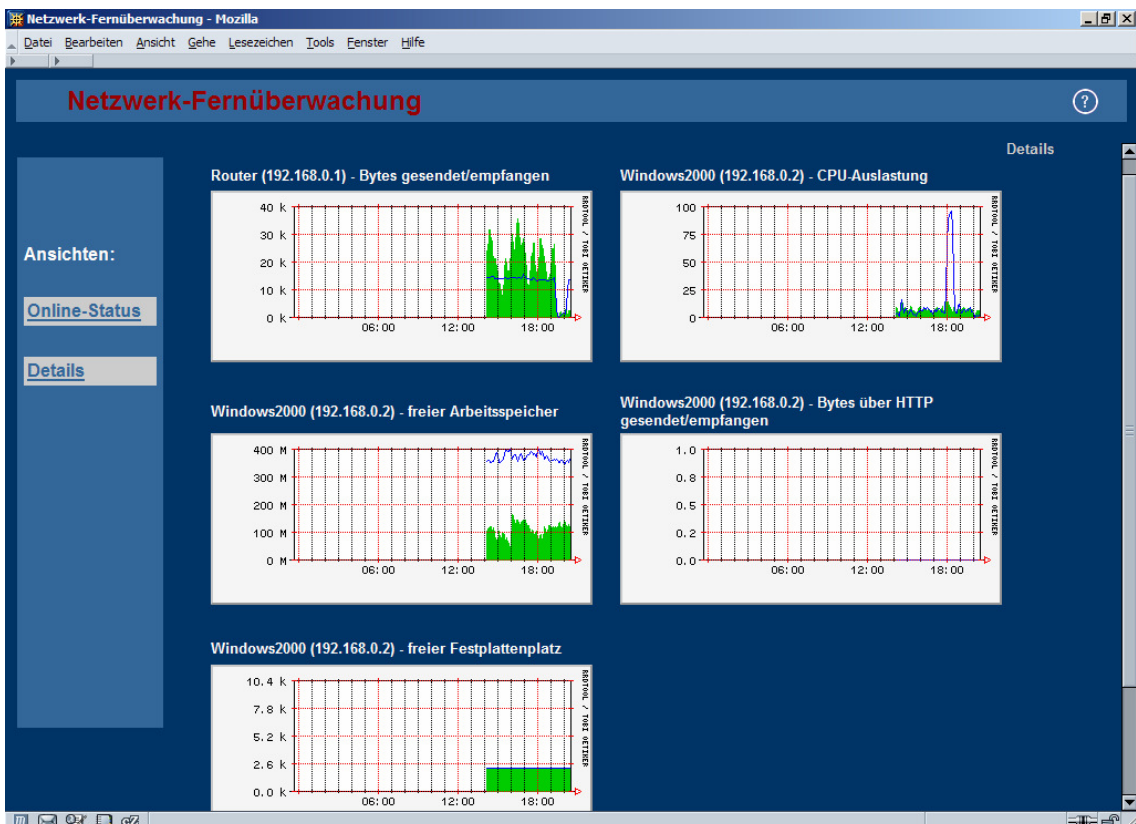 Netzwerk-Fernüberwachung - Mozilla
Datei Bearbeiten Ansicht Gehe Lesezeichen Tools Fenster Hilfe
Netzwerk-Fernüberwachung
?
Details
Ansichten:
Online-Status
Details
Router (192.168.0.1) - Bytes gesendet/empfangen
40 k
30 k
20 k
10 k
0 k
06:00 12:00 18:00
RRDTOOL / TOBI OETIKER
Windows2000 (192.168.0.2) - CPU-Auslastung
100
75
50
25
0
06:00 12:00 18:00
RRDTOOL / TOBI OETIKER
Windows2000 (192.168.0.2) - freier Arbeitsspeicher
400 M
300 M
200 M
100 M
0 M
06:00 12:00 18:00
RRDTOOL / TOBI OETIKER
Windows2000 (192.168.0.2) - Bytes über HTTP
gesendet/empfangen
1.0
0.8
0.5
0.2
0.0
06:00 12:00 18:00
RRDTOOL / TOBI OETIKER
Windows2000 (192.168.0.2) - freier Festplattenplatz
10.4 k
7.8 k
5.2 k
2.6 k
0.0 k
06:00 12:00 18:00
RRDTOOL / TOBI OETIKER